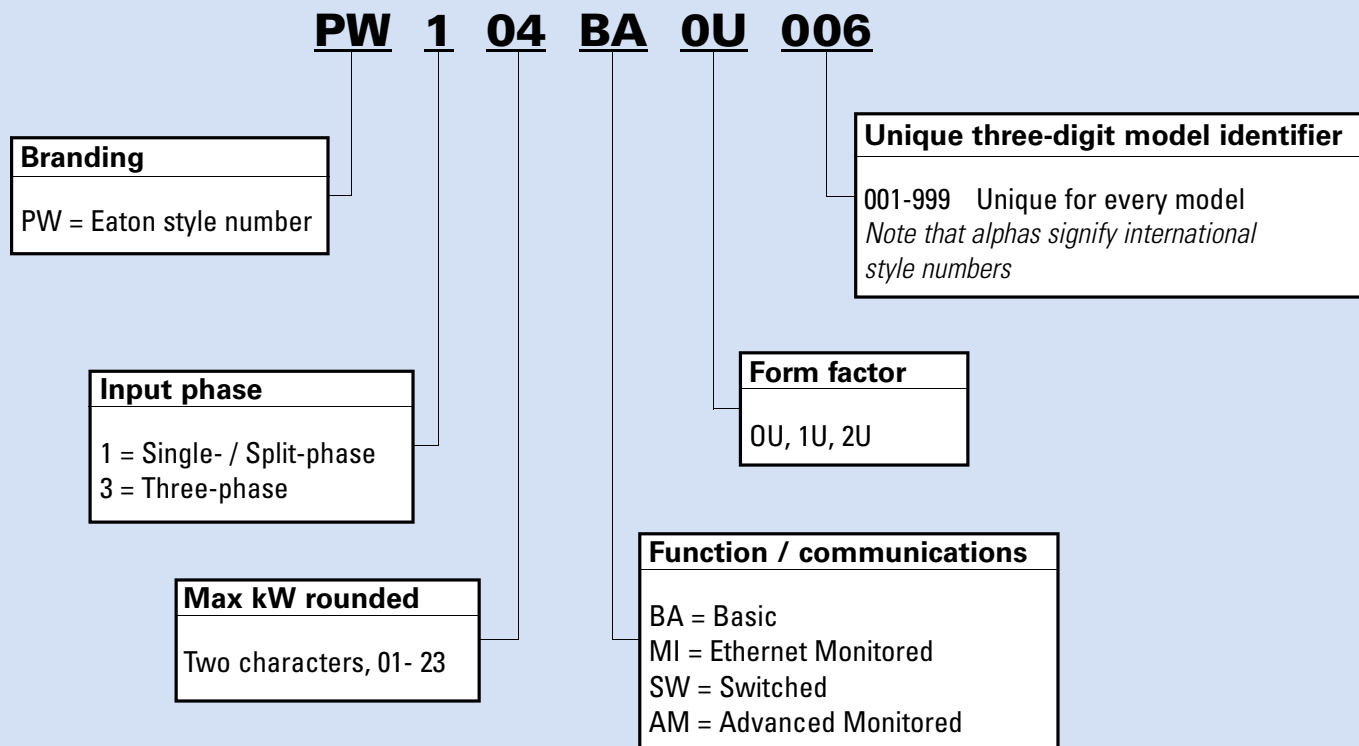 PW 1 04 BA 0U 006
Branding
PW = Eaton style number
Unique three-digit model identifier
001-999 Unique for every model
Note that alphas signify international
style numbers
Input phase
1 = Single- / Split-phase
3 = Three-phase
Form factor
0U, 1U, 2U
Max kW rounded
Two characters, 01- 23
Function / communications
BA = Basic
MI = Ethernet Monitored
SW = Switched
AM = Advanced Monitored